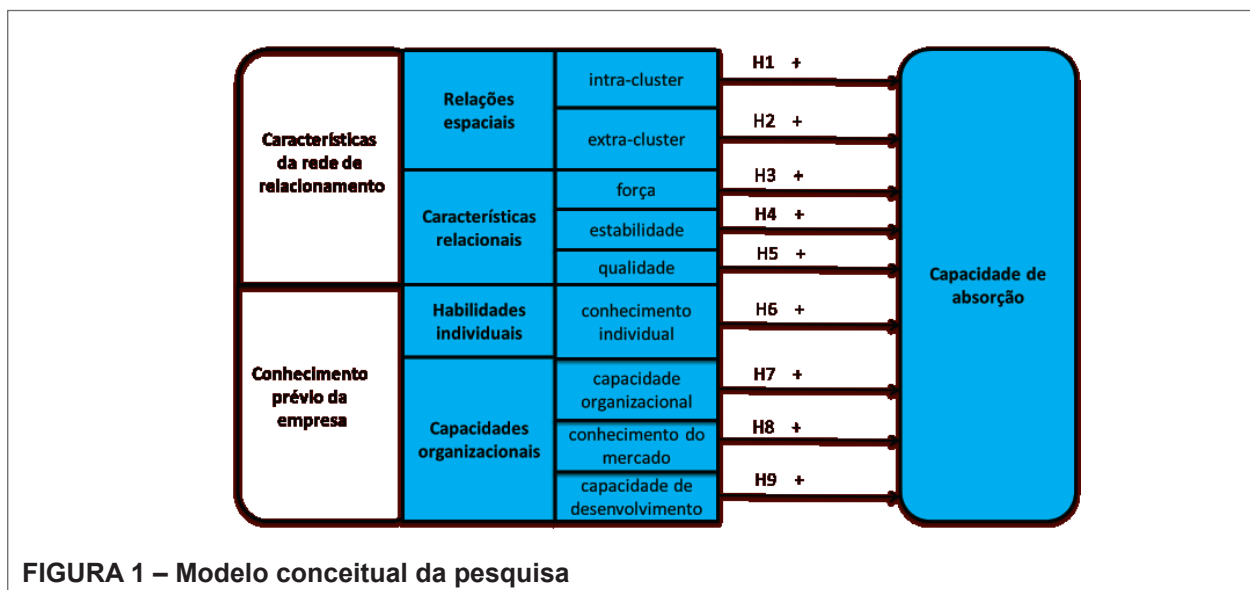 Características
da rede de
relacionamento
Relações
espaciais
intra-cluster
H1 +
extra-cluster
H2 +
Características
relacionais
força
H3 +
estabilidade
H4 +
qualidade
H5 +
Conhecimento
prévio da
empresa
Habilidades
individuais
conhecimento
individual
H6 +
Capacidades
organizacionais
capacidade
organizacional
H7 +
conhecimento do
mercado
H8 +
capacidade de
desenvolvimento
H9 +
Capacidade de
absorção
FIGURA 1 – Modelo conceitual da pesquisa